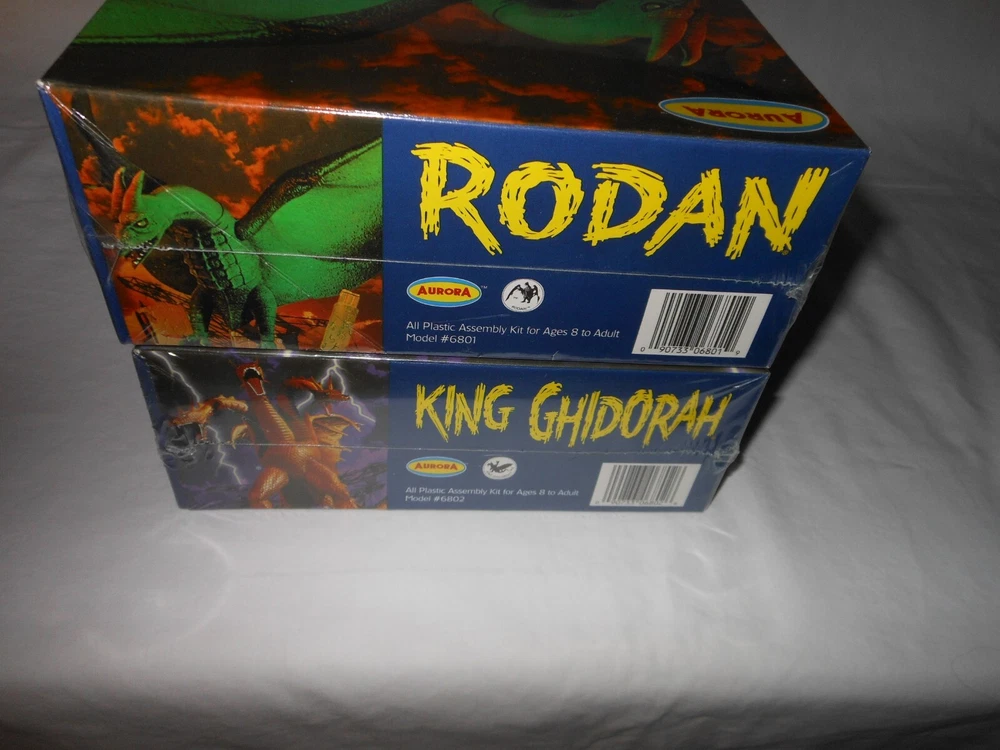 AURORA
RODAN
AURORA™
All Plastic Assembly Kit for Ages 8 to Adult
Model #6801
0 90733 06801 9
KING GHIDORAH
AURORA
All Plastic Assembly Kit for Ages 8 to Adult
Model #6802